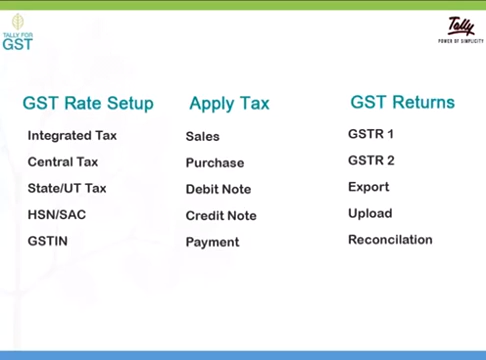 TALLY FOR
GST
Tally
POWER OF SIMPLICITY
GST Rate Setup
Integrated Tax
Central Tax
State/UT Tax
HSN/SAC
GSTIN
Apply Tax
Sales
Purchase
Debit Note
Credit Note
Payment
GST Returns
GSTR 1
GSTR 2
Export
Upload
Reconcilation